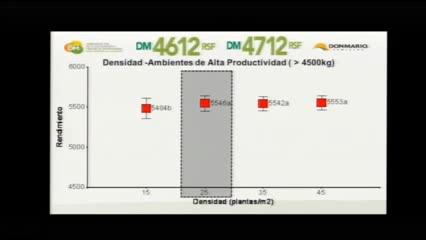 DM 4612 RSF
DM 4712 RSF
DONMARIO
Densidad -Ambientes de Alta Productividad ( > 4500kg)
6000
5500
5000
4500
Rendimiento
5484b
5546a
5542a
5553a
15
25
35
45
Densidad (plantas/m2)